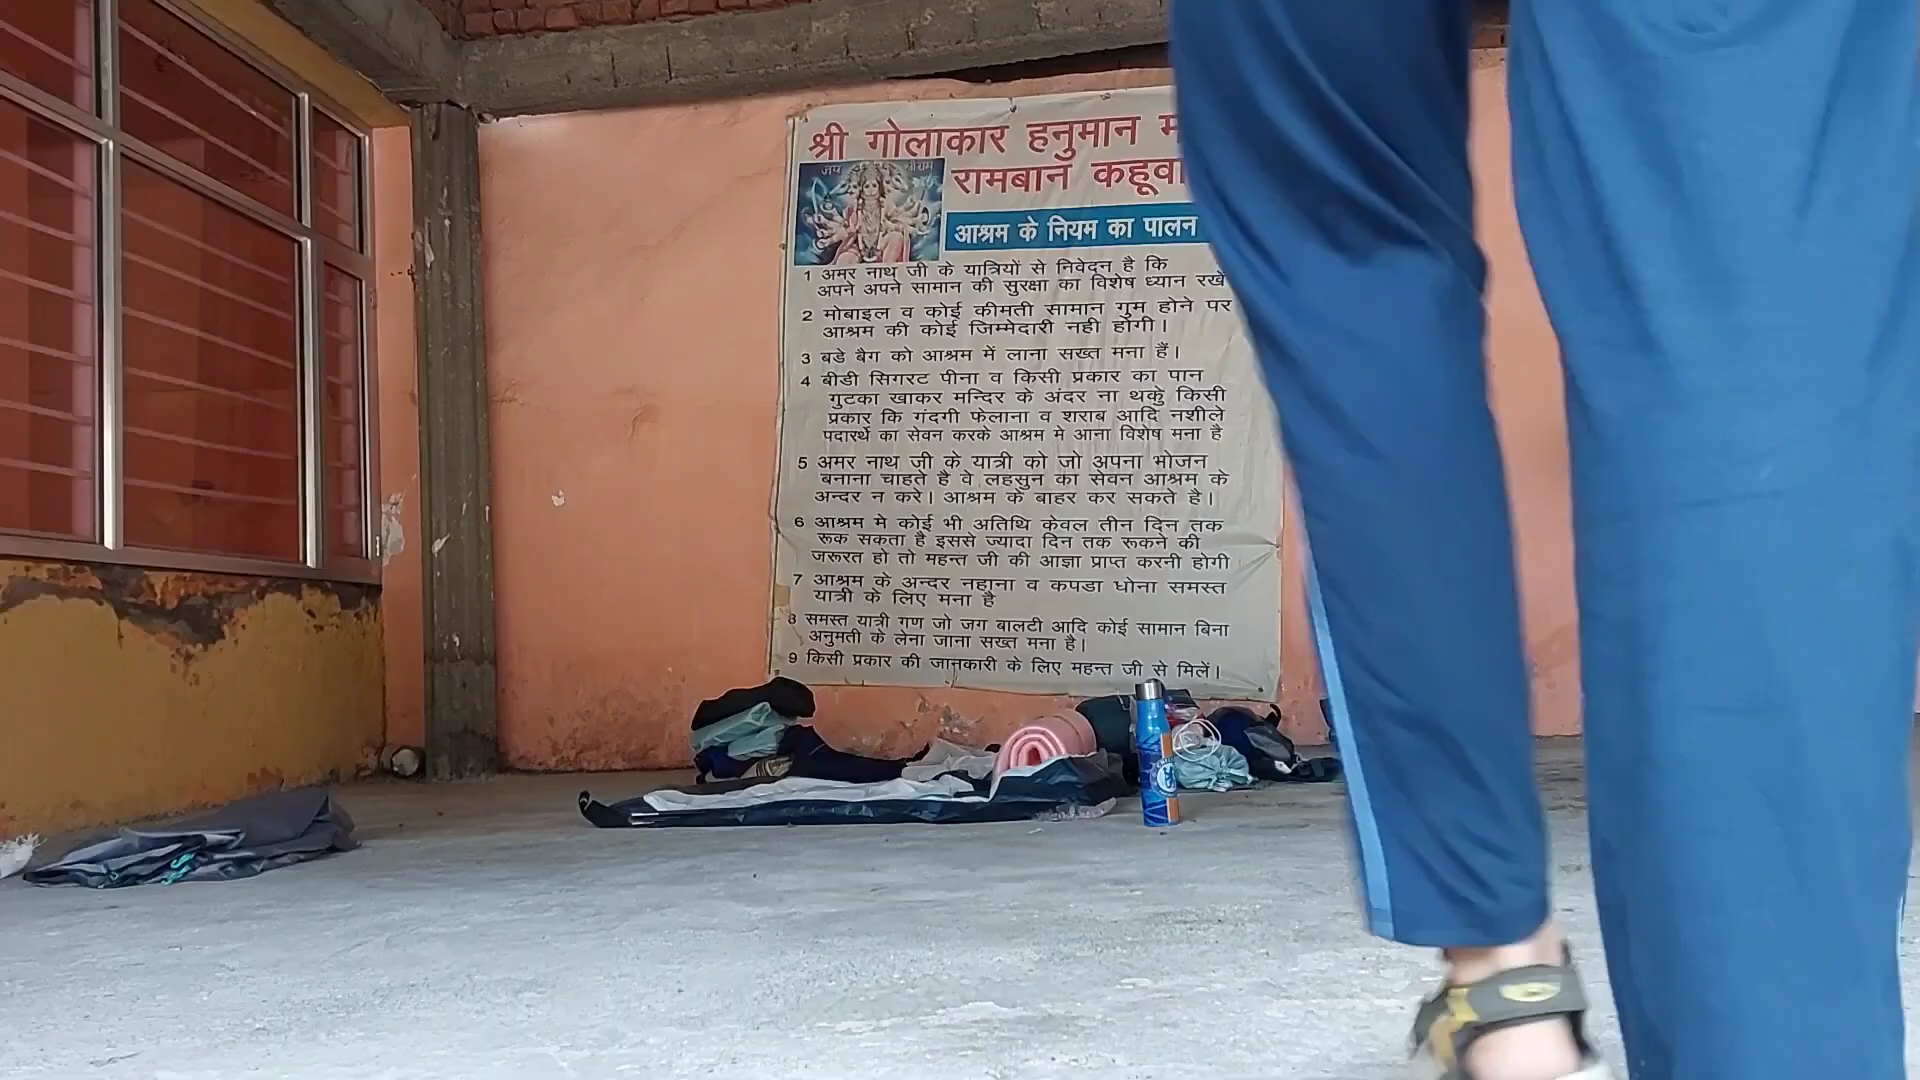 श्री गोलाकार हनुमान
रामबान
जय श्रीराम
आश्रम के नियम का पालन
1 अमर नाथ जी के यात्रियों से निवेदन है कि
अपने अपने सामान की सुरक्षा का विशेष ध्यान रखें
2 मोबाइल व कोई कीमती सामान गुम होने पर
आश्रम की कोई जिम्मेदारी नही होगी।
3 बडे बैग को आश्रम में लाना सख्त मना हैं।
4 बीडी सिगरट पीना व किसी प्रकार का पान
गुटका खाकर मन्दिर के अंदर ना थकु किसी
प्रकार कि गंदगी फेलाना व शराब आदि नशीले
पदारर्थे का सेवन करके आश्रम मे आना विशेष मना है
5 अमर नाथ जी के यात्री को जो अपना भोजन
बनाना चाहते है वे लहसुन का सेवन आश्रम के
अन्दर न करे। आश्रम के बाहर कर सकते है।
6 आश्रम मे कोई भी अतिथि केवल तीन दिन तक
रूक सकता है इससे ज्यादा दिन तक रूकने की
जरूरत हो तो महन्त जी की आज्ञा प्राप्त करनी होगी
7 आश्रम के अन्दर नहाना व कपडा धोना समस्त
यात्री के लिए मना है
8 समस्त यात्री गण जो जग बालटी आदि कोई सामान बिना
अनुमती के लेना जाना सख्त मना है।
9 किसी प्रकार की जानकारी के लिए महन्त जी से मिलें।